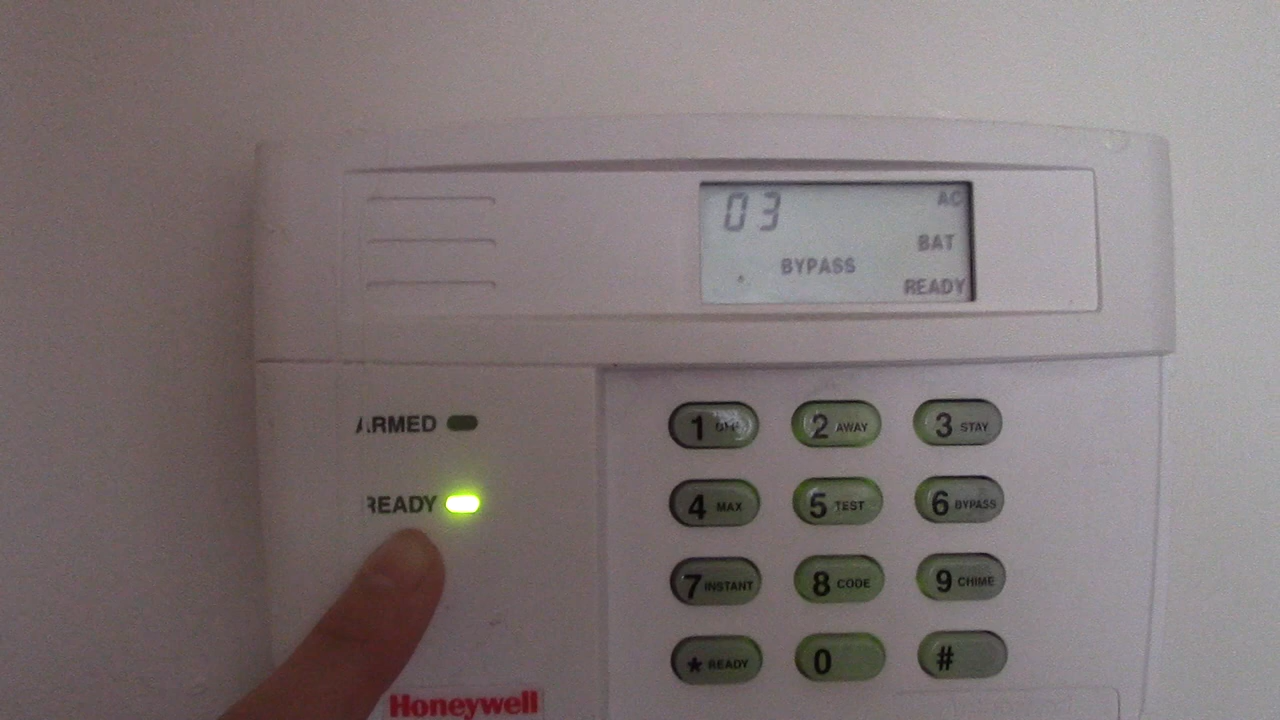 03 AC
BAT
BYPASS
READY
ARMED
READY
1 OFF 2 AWAY 3 STAY
4 MAX 5 TEST 6 BYPASS
7 INSTANT 8 CODE 9 CHIME
* READY 0 #
Honeywell